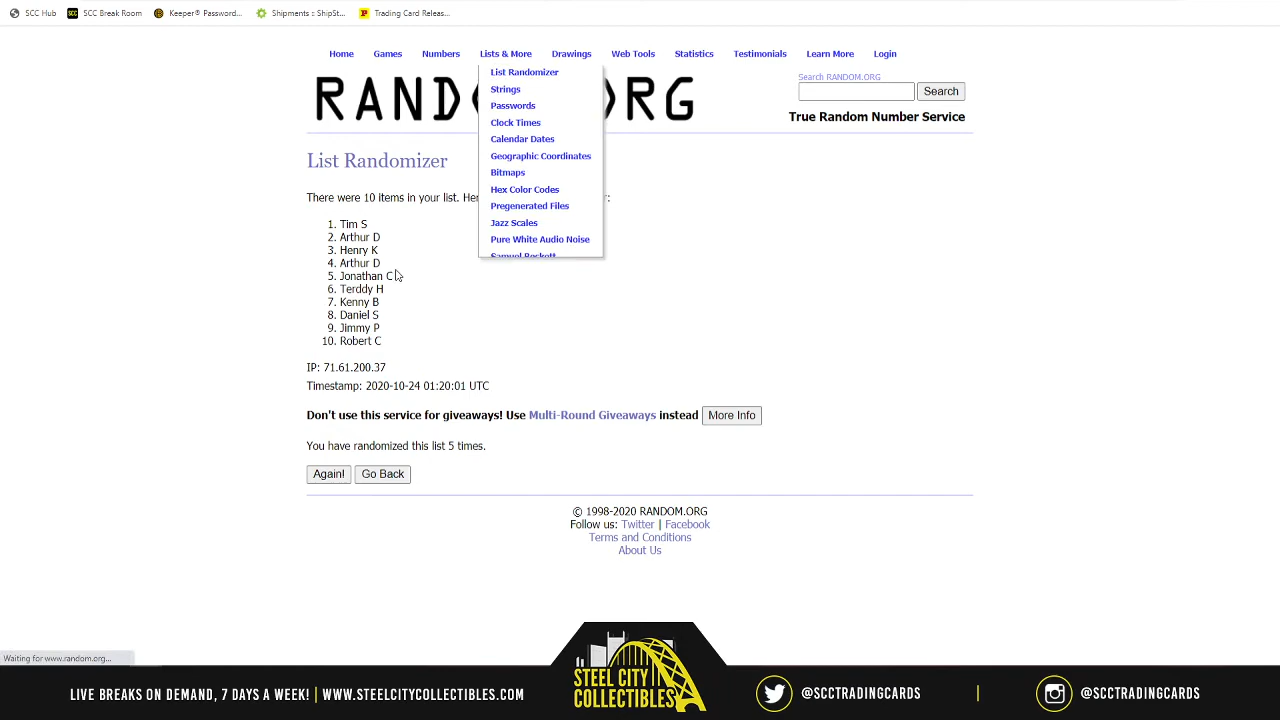 SCC Hub SCC Break Room Keeper® Password... Shipments :: ShipSt... Trading Card Releas...
Home Games Numbers Lists & More Drawings Web Tools Statistics Testimonials Learn More Login
List Randomizer
Strings
Passwords
Clock Times
Calendar Dates
Geographic Coordinates
Bitmaps
Hex Color Codes
Pregenerated Files
Jazz Scales
Pure White Audio Noise
Samuel Beckett
Search RANDOM.ORG
Search
True Random Number Service
List Randomizer
There were 10 items in your list. Her
1. Tim S
2. Arthur D
3. Henry K
4. Arthur D
5. Jonathan C
6. Terddy H
7. Kenny B
8. Daniel S
9. Jimmy P
10. Robert C
IP: 71.61.200.37
Timestamp: 2020-10-24 01:20:01 UTC
Don't use this service for giveaways! Use Multi-Round Giveaways instead More Info
You have randomized this list 5 times.
Again! Go Back
© 1998-2020 RANDOM.ORG
Follow us: Twitter | Facebook
Terms and Conditions
About Us
Waiting for www.random.org...
LIVE BREAKS ON DEMAND, 7 DAYS A WEEK! | WWW.STEELCITYCOLLECTIBLES.COM
STEEL CITY
COLLECTIBLES
@SCCTRADINGCARDS | @SCCTRADINGCARDS